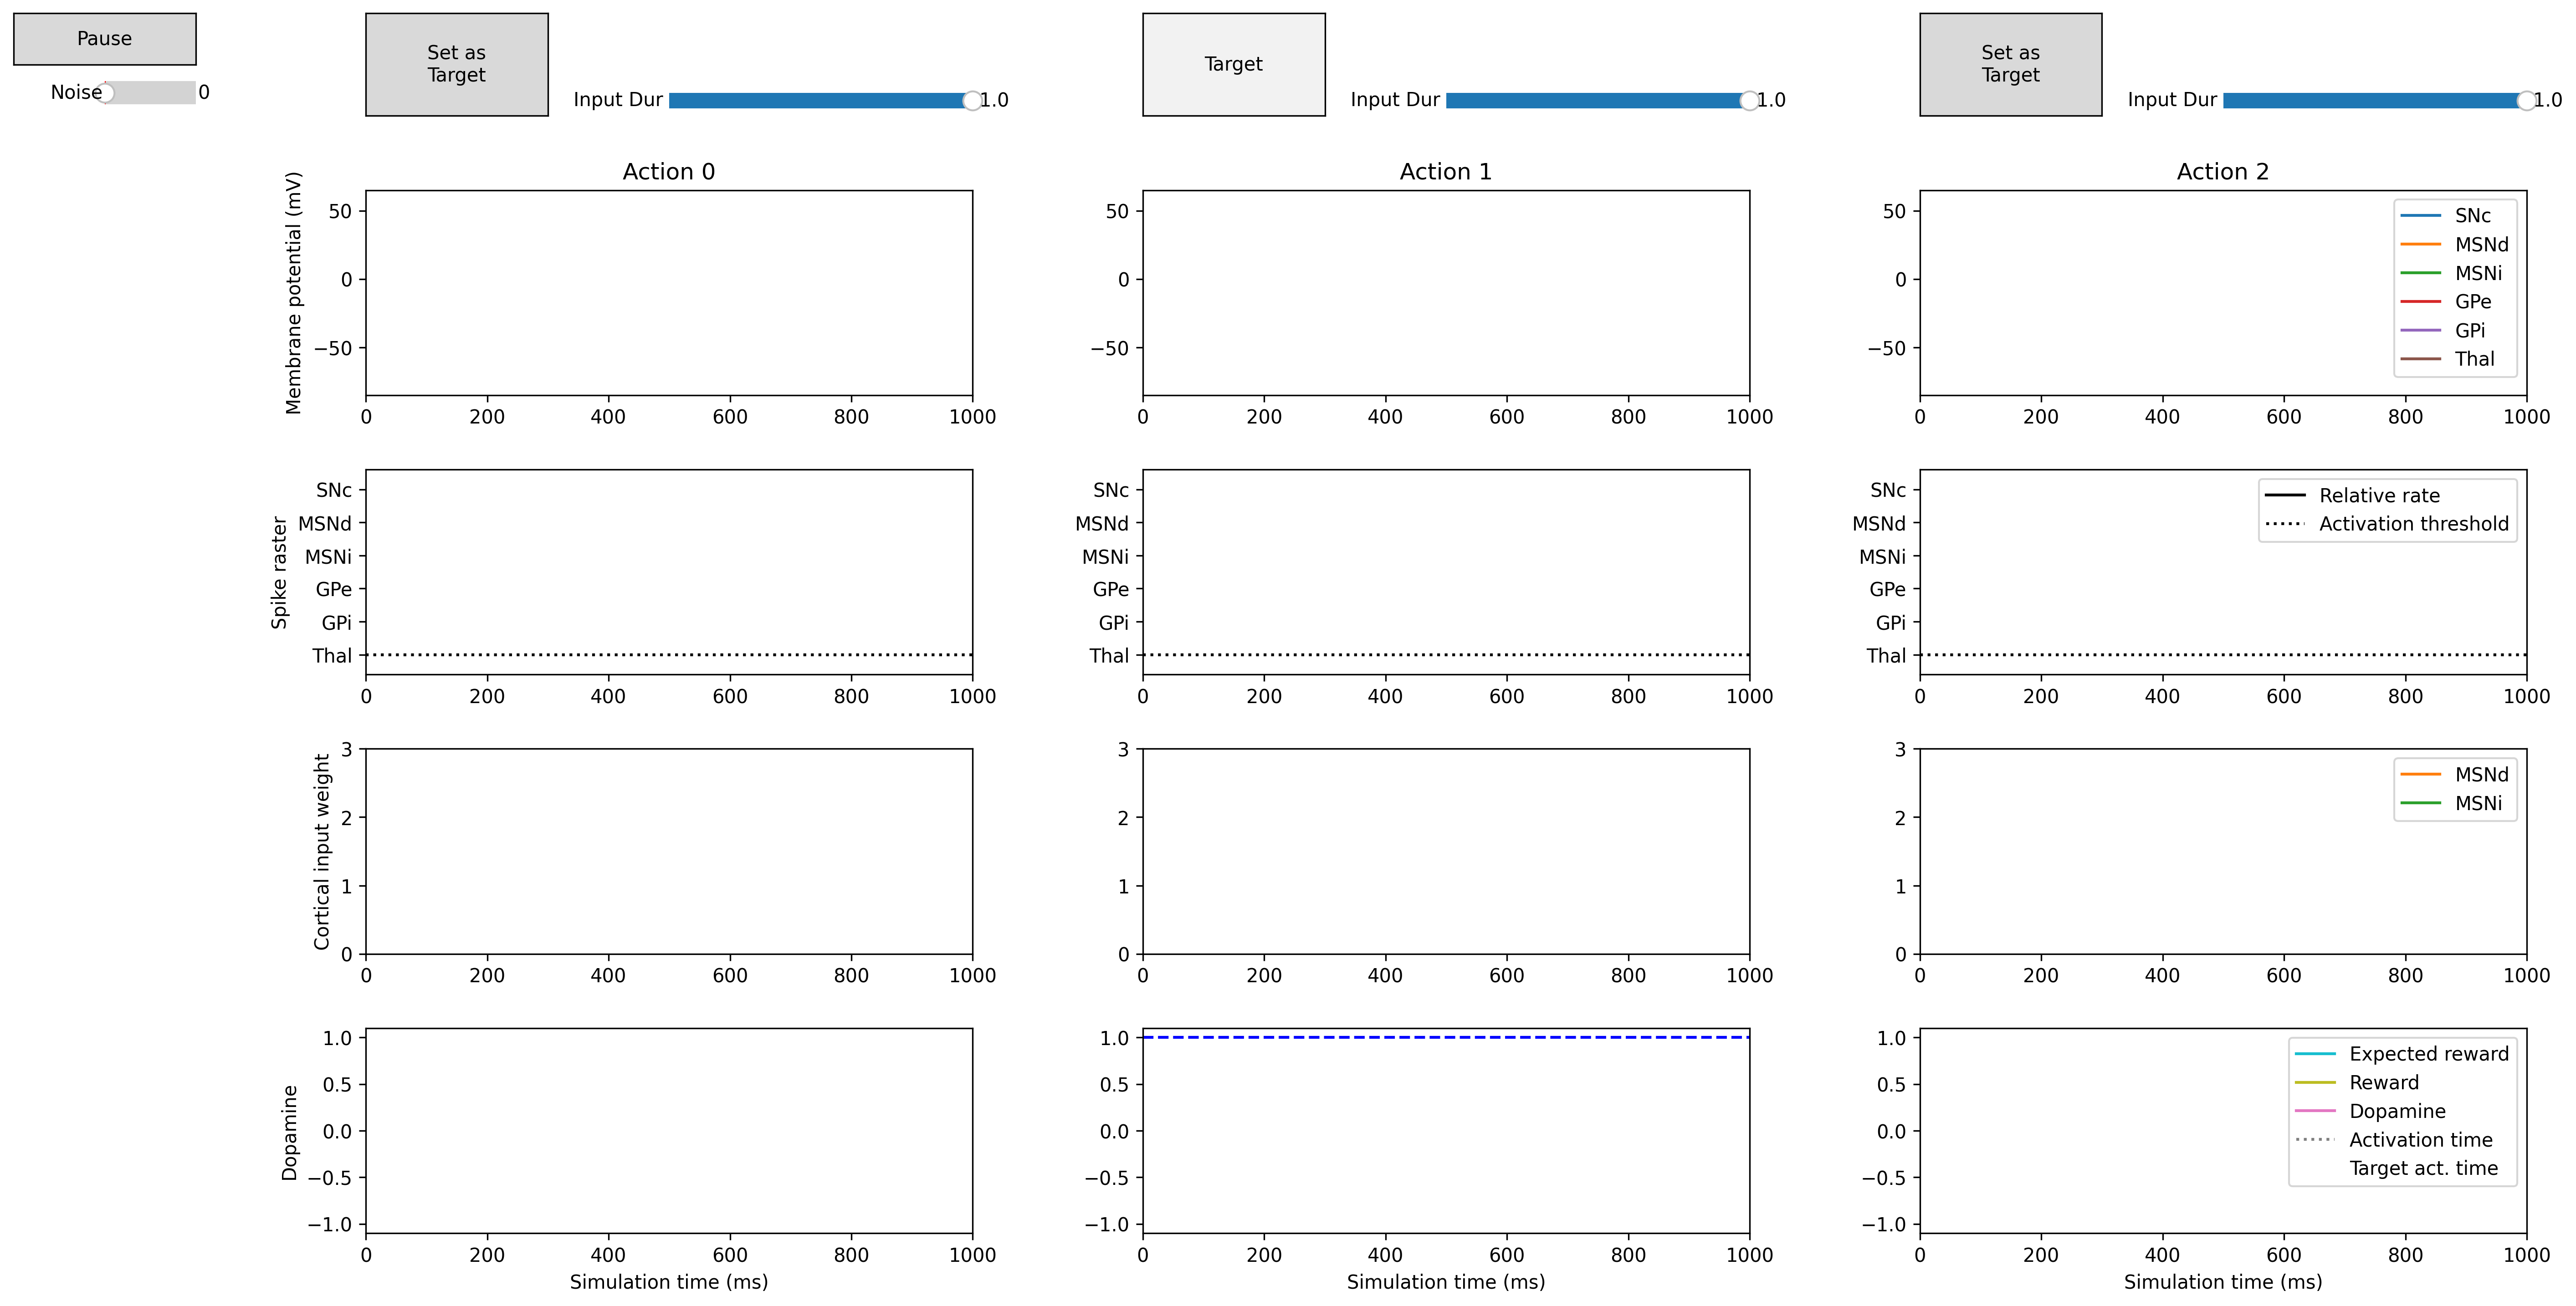 Pause
Noise 0
Set as
Target
Input Dur 1.0
Target
Input Dur 1.0
Set as
Target
Input Dur 1.0
Action 0
Membrane potential (mV)
50
0
−50
0 200 400 600 800 1000
Action 1
50
0
−50
0 200 400 600 800 1000
Action 2
50
0
−50
0 200 400 600 800 1000
SNc
MSNd
MSNi
GPe
GPi
Thal
Spike raster
SNc
MSNd
MSNi
GPe
GPi
Thal
0 200 400 600 800 1000
SNc
MSNd
MSNi
GPe
GPi
Thal
0 200 400 600 800 1000
SNc
MSNd
MSNi
GPe
GPi
Thal
0 200 400 600 800 1000
Relative rate
Activation threshold
Cortical input weight
3
2
1
0
0 200 400 600 800 1000
3
2
1
0
0 200 400 600 800 1000
3
2
1
0
0 200 400 600 800 1000
MSNd
MSNi
Dopamine
1.0
0.5
0.0
−0.5
−1.0
0 200 400 600 800 1000
Simulation time (ms)
1.0
0.5
0.0
−0.5
−1.0
0 200 400 600 800 1000
Simulation time (ms)
1.0
0.5
0.0
−0.5
−1.0
0 200 400 600 800 1000
Simulation time (ms)
Expected reward
Reward
Dopamine
Activation time
Target act. time